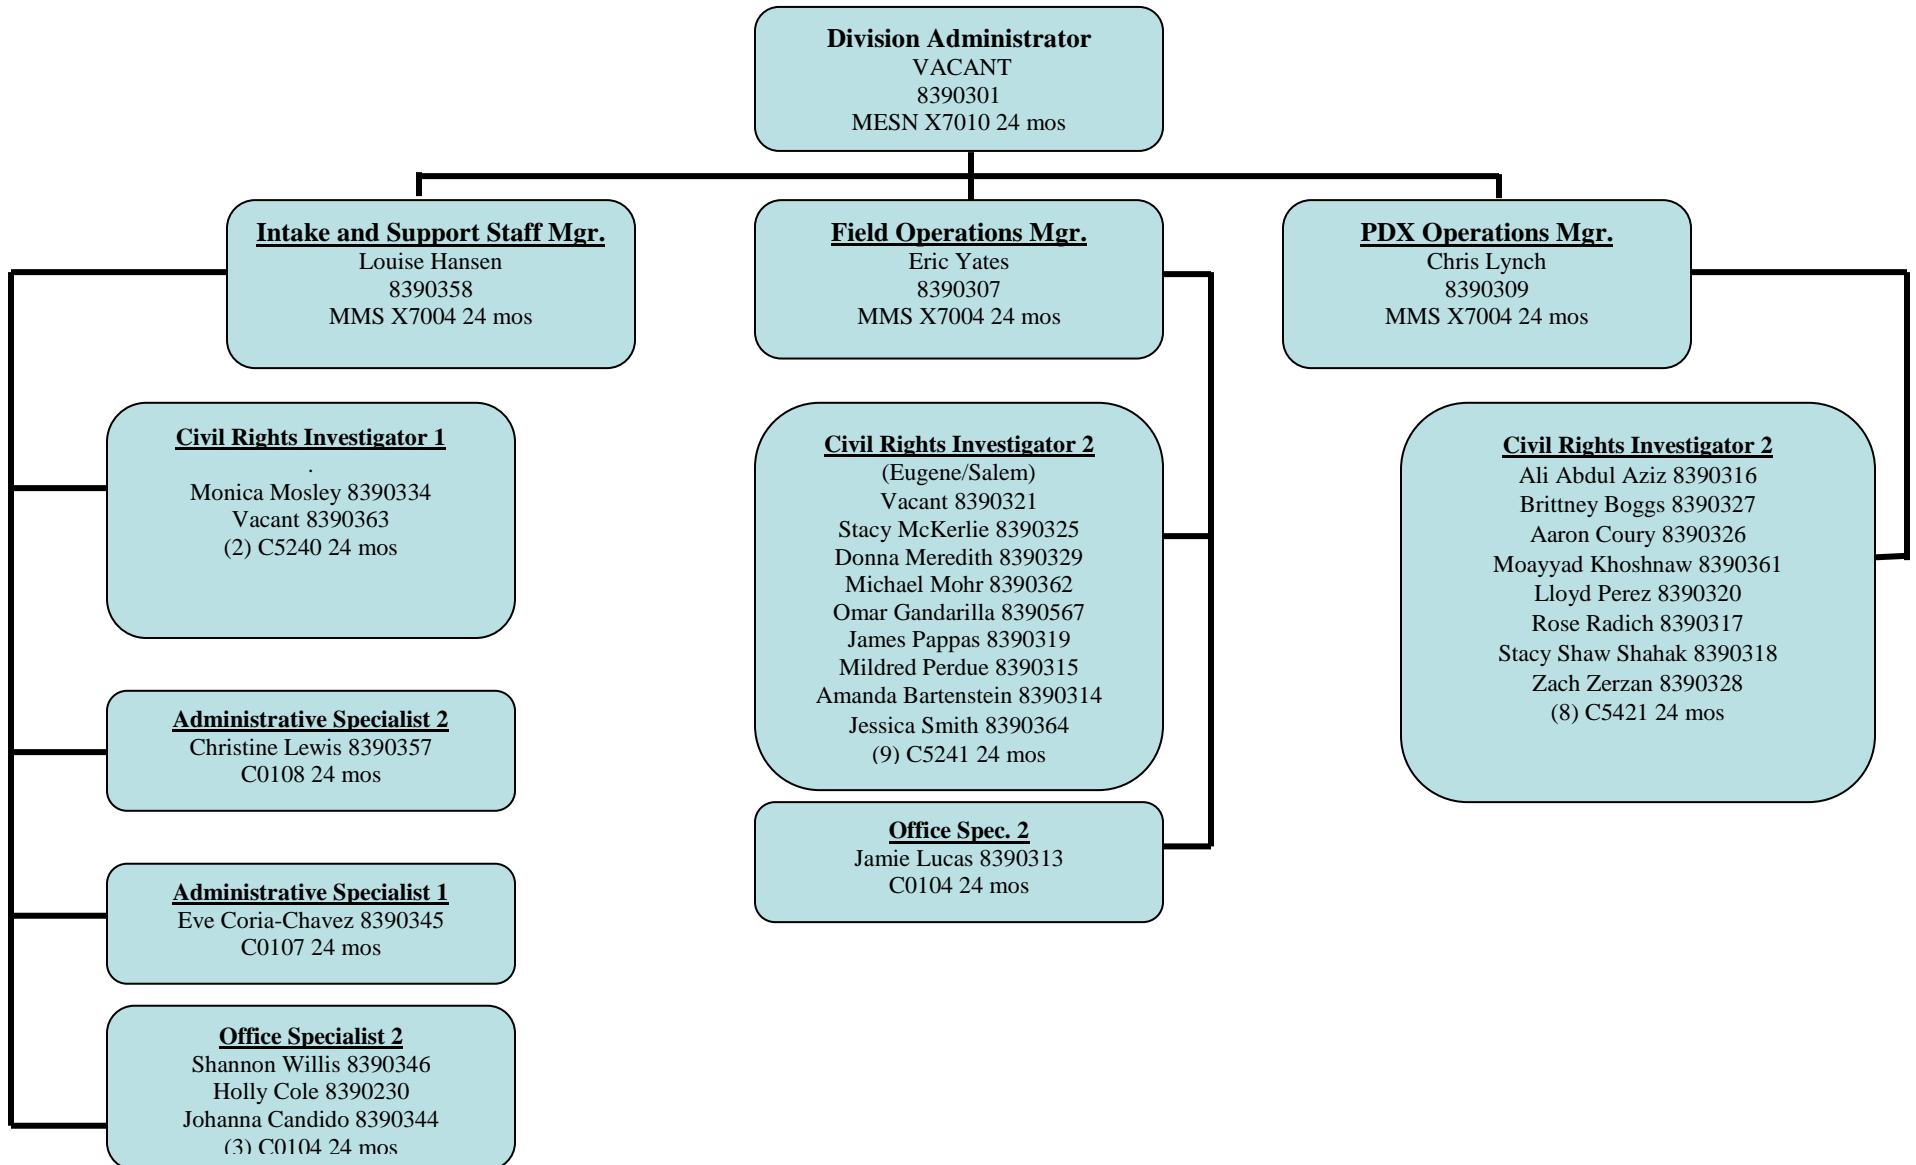 Division Administrator
VACANT
8390301
MESN X7010 24 mos
Intake and Support Staff Mgr.
Louise Hansen
8390358
MMS X7004 24 mos
Field Operations Mgr.
Eric Yates
8390307
MMS X7004 24 mos
PDX Operations Mgr.
Chris Lynch
8390309
MMS X7004 24 mos
Civil Rights Investigator 1
.
Monica Mosley 8390334
Vacant 8390363
(2) C5240 24 mos
Administrative Specialist 2
Christine Lewis 8390357
C0108 24 mos
Administrative Specialist 1
Eve Coria-Chavez 8390345
C0107 24 mos
Office Specialist 2
Shannon Willis 8390346
Holly Cole 8390230
Johanna Candido 8390344
(3) C0104 24 mos
Civil Rights Investigator 2
(Eugene/Salem)
Vacant 8390321
Stacy McKerlie 8390325
Donna Meredith 8390329
Michael Mohr 8390362
Omar Gandarilla 8390567
James Pappas 8390319
Mildred Perdue 8390315
Amanda Bartenstein 8390314
Jessica Smith 8390364
(9) C5241 24 mos
Office Spec. 2
Jamie Lucas 8390313
C0104 24 mos
Civil Rights Investigator 2
Ali Abdul Aziz 8390316
Brittney Boggs 8390327
Aaron Coury 8390326
Moayyad Khoshnaw 8390361
Lloyd Perez 8390320
Rose Radich 8390317
Stacy Shaw Shahak 8390318
Zach Zerzan 8390328
(8) C5421 24 mos